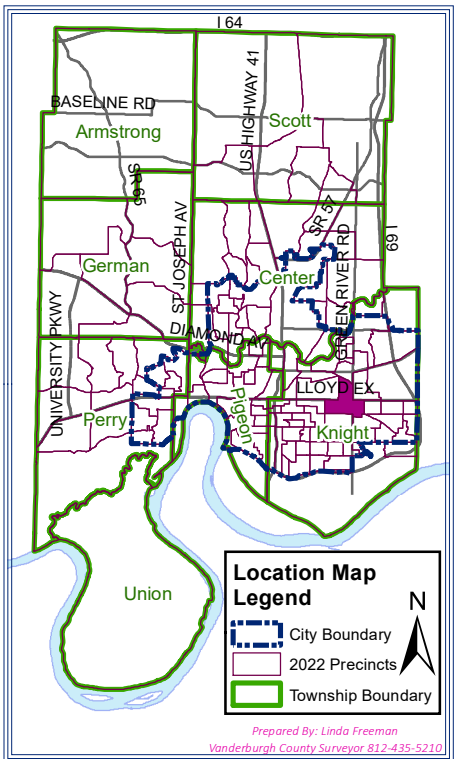 I 64
US HIGHWAY 41
BASELINE RD
Scott
Armstrong
SR 65
ST JOSEPH AV
SR 57
GREEN RIVER RD
I 69
German
Center
UNIVERSITY PKWY
DIAMOND AV
LLOYD EX
Perry
Pigeon
Knight
Union
Location Map
Legend
N
City Boundary
2022 Precincts
Township Boundary
Prepared By: Linda Freeman
Vanderburgh County Surveyor 812-435-5210